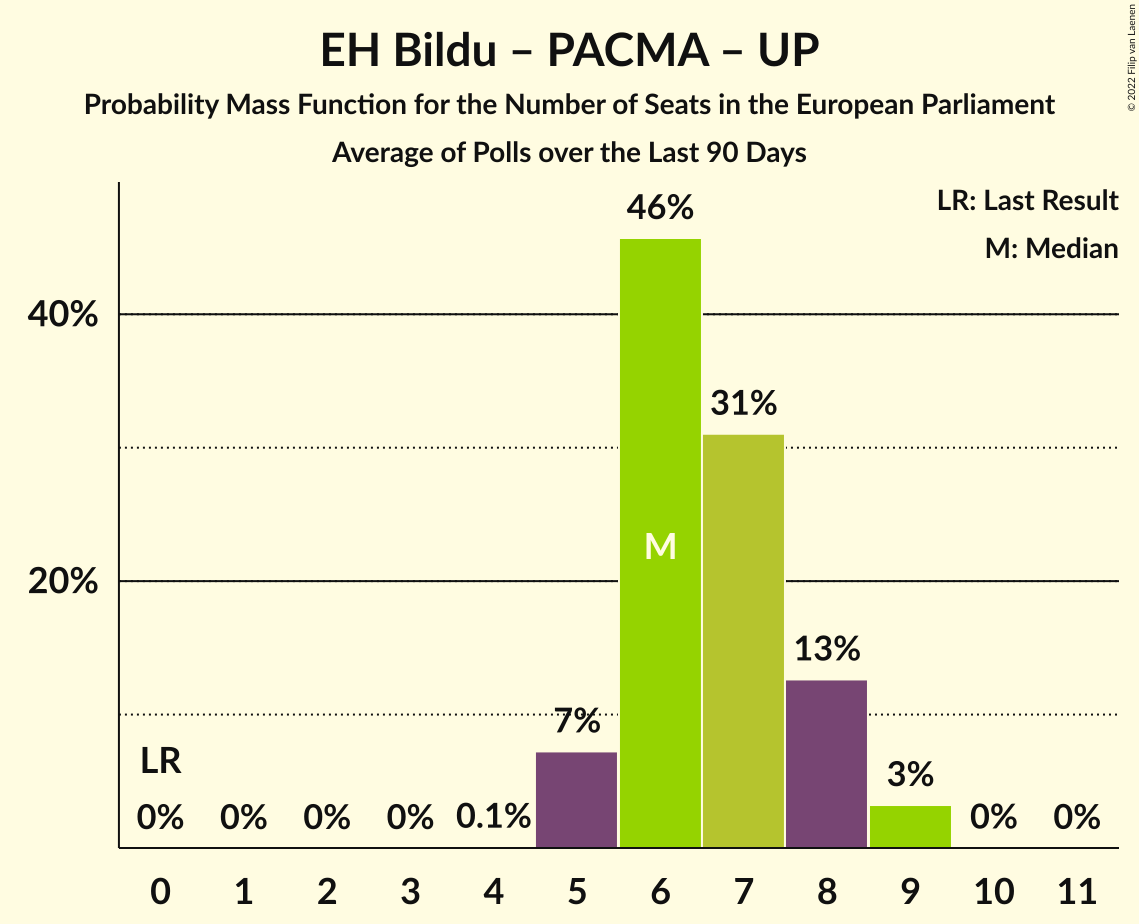 EH Bildu – PACMA – UP
Probability Mass Function for the Number of Seats in the European Parliament
Average of Polls over the Last 90 Days
© 2022 Filip van Laenen
LR: Last Result
M: Median
46%
40%
31%
M
20%
13%
7%
LR
3%
0% 0% 0% 0% 0.1% 0% 0%
0 1 2 3 4 5 6 7 8 9 10 11